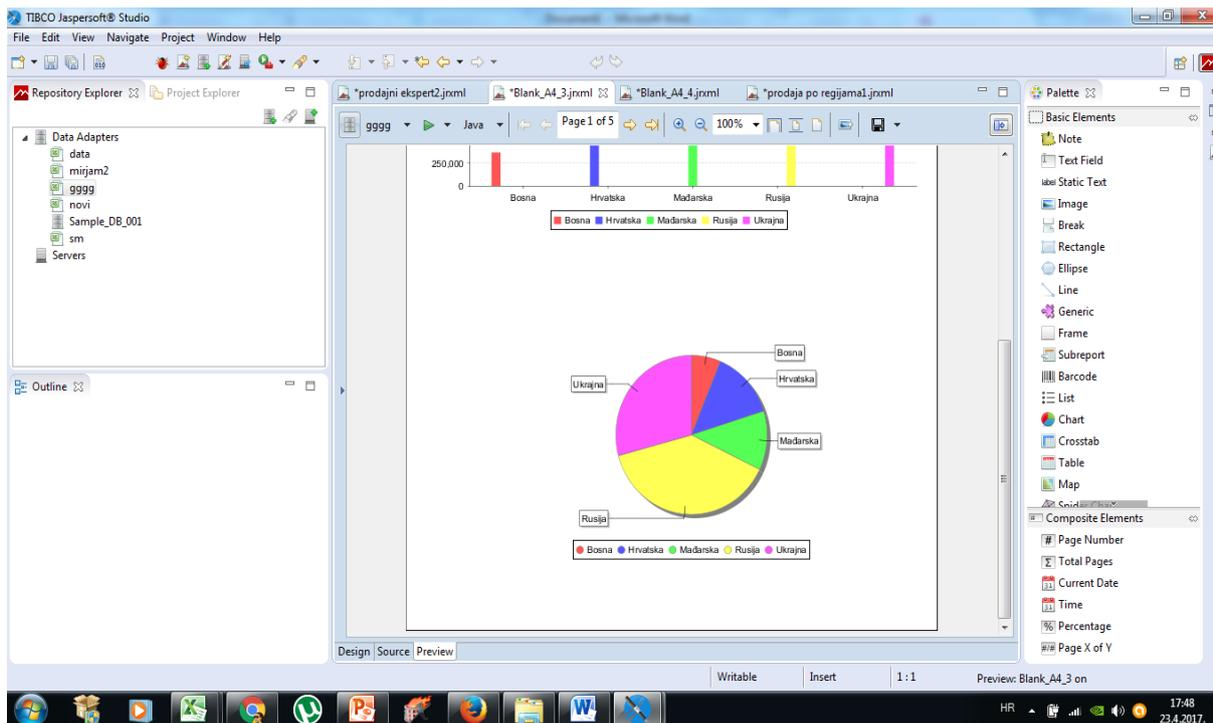 TIBCO Jaspersoft® Studio
File Edit View Navigate Project Window Help
Repository Explorer Project Explorer
Data Adapters
data
mirjam2
gggg
novi
Sample_DB_001
sm
Servers
Outline
*prodajni ekspert2.jrxml *Blank_A4_3.jrxml *Blank_A4_4.jrxml *prodaja po regijama1.jrxml
gggg Java Page 1 of 5 100%
250,000
0
Bosna Hrvatska Mađarska Rusija Ukrajna
Bosna Hrvatska Mađarska Rusija Ukrajna
Bosna
Hrvatska
Ukrajna
Mađarska
Rusija
Bosna Hrvatska Mađarska Rusija Ukrajna
Design Source Preview
Palette
Basic Elements
Note
Text Field
label Static Text
Image
Break
Rectangle
Ellipse
Line
Generic
Frame
Subreport
Barcode
List
Chart
Crosstab
Table
Map
Composite Elements
# Page Number
Σ Total Pages
Current Date
Time
% Percentage
#/# Page X of Y
Writable Insert 1:1 Preview: Blank_A4_3 on
HR 17:48
23.4.2017.